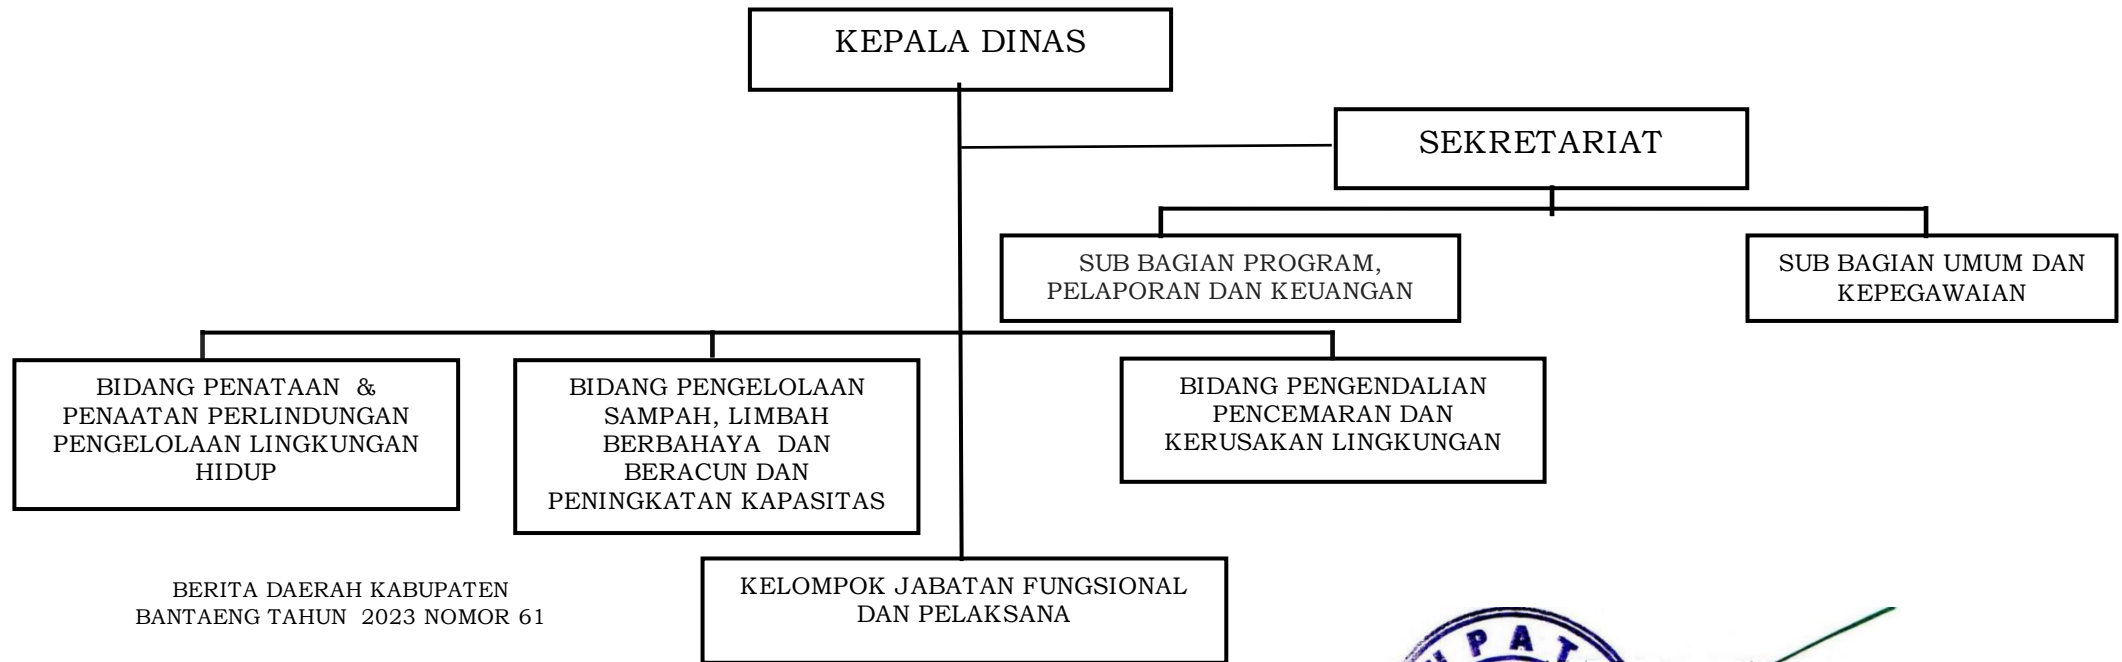 KEPALA DINAS
SEKRETARIAT
SUB BAGIAN PROGRAM,
PELAPORAN DAN KEUANGAN
SUB BAGIAN UMUM DAN
KEPEGAWAIAN
BIDANG PENATAAN &
PENAATAN PERLINDUNGAN
PENGELOLAAN LINGKUNGAN
HIDUP
BIDANG PENGELOLAAN
SAMPAH, LIMBAH
BERBAHAYA DAN
BERACUN DAN
PENINGKATAN KAPASITAS
BIDANG PENGENDALIAN
PENCEMARAN DAN
KERUSAKAN LINGKUNGAN
KELOMPOK JABATAN FUNGSIONAL
DAN PELAKSANA
BERITA DAERAH KABUPATEN
BANTAENG TAHUN 2023 NOMOR 61